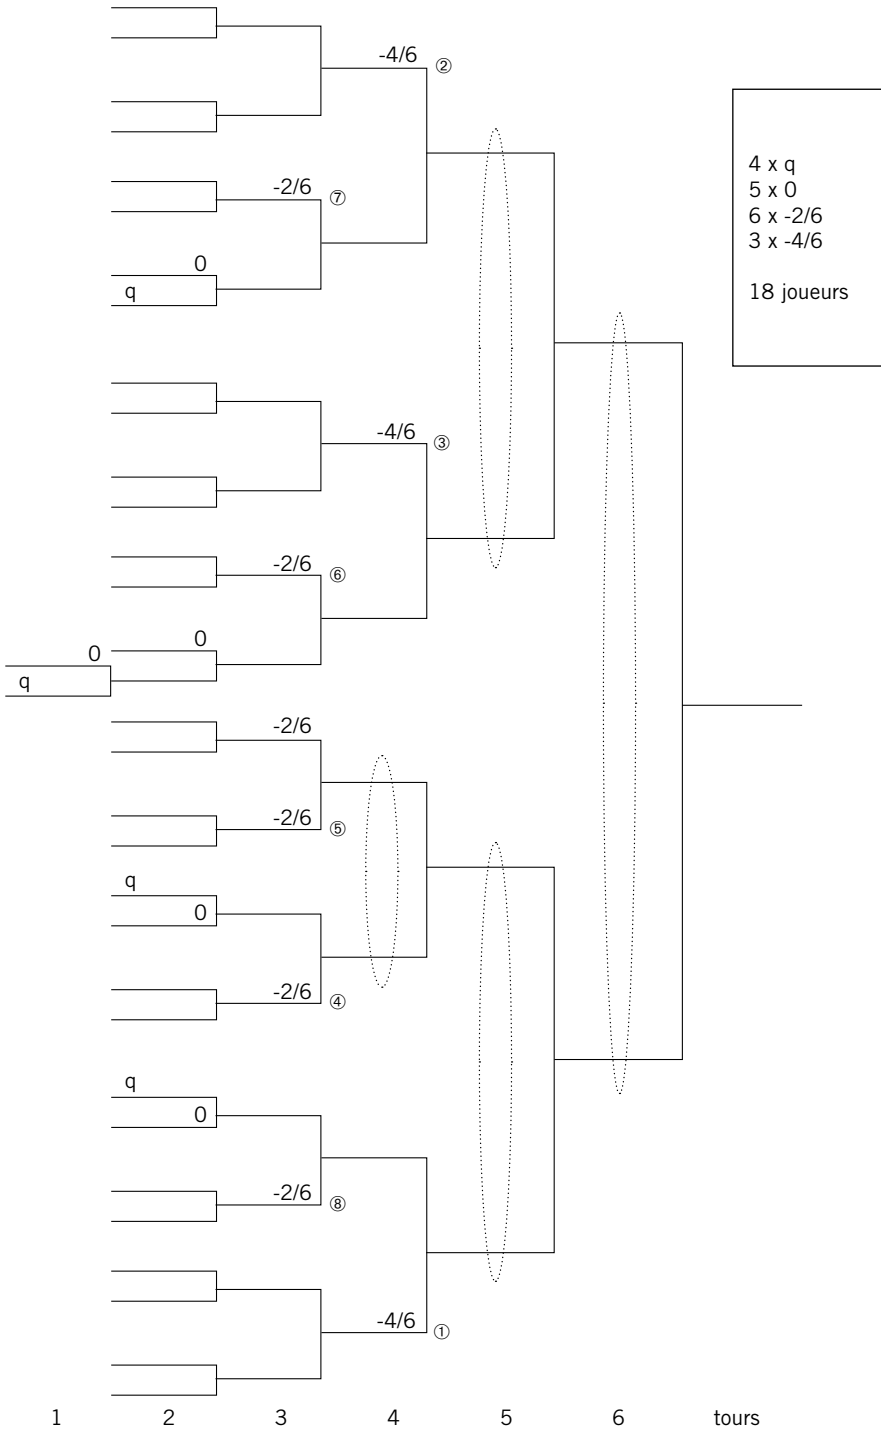 -4/6 ②
-2/6 ⑦
0
q
4 x q
5 x 0
6 x -2/6
3 x -4/6
18 joueurs
-4/6 ③
-2/6 ⑥
0
0
q
-2/6
-2/6 ⑤
q
0
-2/6 ④
q
0
-2/6 ⑧
-4/6 ①
1 2 3 4 5 6 tours